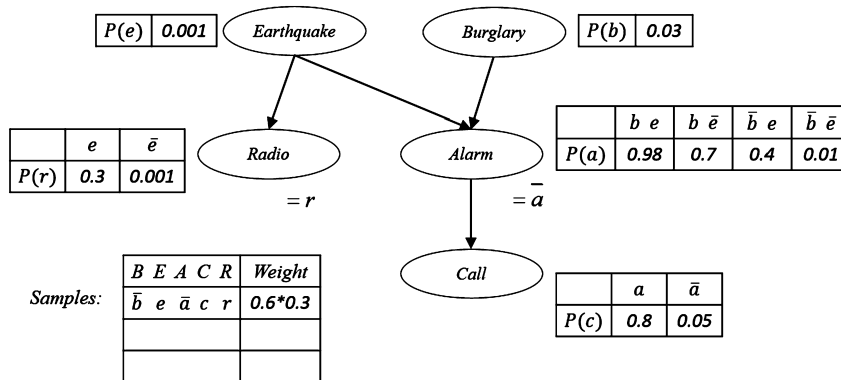 P(e) 0.001 Earthquake Burglary P(b) 0.03
e ē
P(r) 0.3 0.001
Radio Alarm
b e b ē b̄ e b̄ ē
P(a) 0.98 0.7 0.4 0.01
= r = a̅
B E A C R Weight
b̄ e ā c r 0.6*0.3
Samples:
Call
a ā
P(c) 0.8 0.05